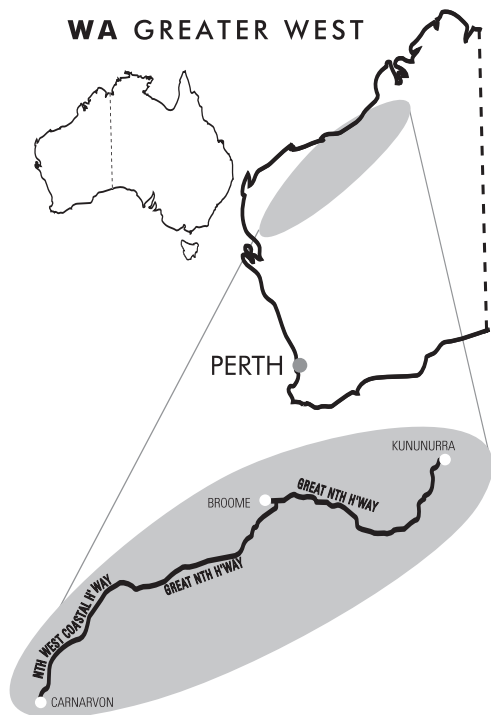 WA GREATER WEST
PERTH
KUNUNURRA
BROOME
GREAT NTH H'WAY
GREAT NTH H'WAY
NTH WEST COASTAL H'WAY
CARNARVON